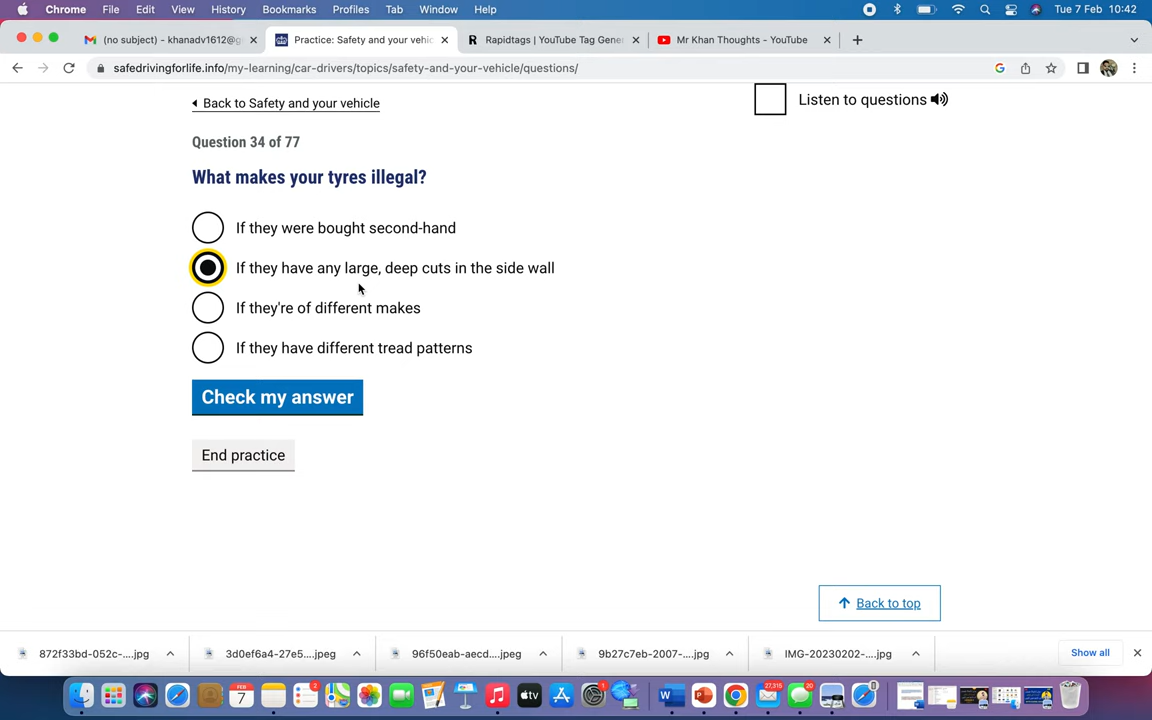 Chrome File Edit View History Bookmarks Profiles Tab Window Help Tue 7 Feb 10:42
(no subject) - khanadv1612@g Practice: Safety and your vehic Rapidtags | YouTube Tag Gene Mr Khan Thoughts - YouTube
safedrivingforlife.info/my-learning/car-drivers/topics/safety-and-your-vehicle/questions/
Back to Safety and your vehicle
Listen to questions
Question 34 of 77
What makes your tyres illegal?
If they were bought second-hand
If they have any large, deep cuts in the side wall
If they're of different makes
If they have different tread patterns
Check my answer
End practice
Back to top
872f33bd-052c-....jpg 3d0ef6a4-27e5....jpeg 96f50eab-aecd....jpeg 9b27c7eb-2007-....jpg IMG-20230202-....jpg Show all
7 2 27,315 20